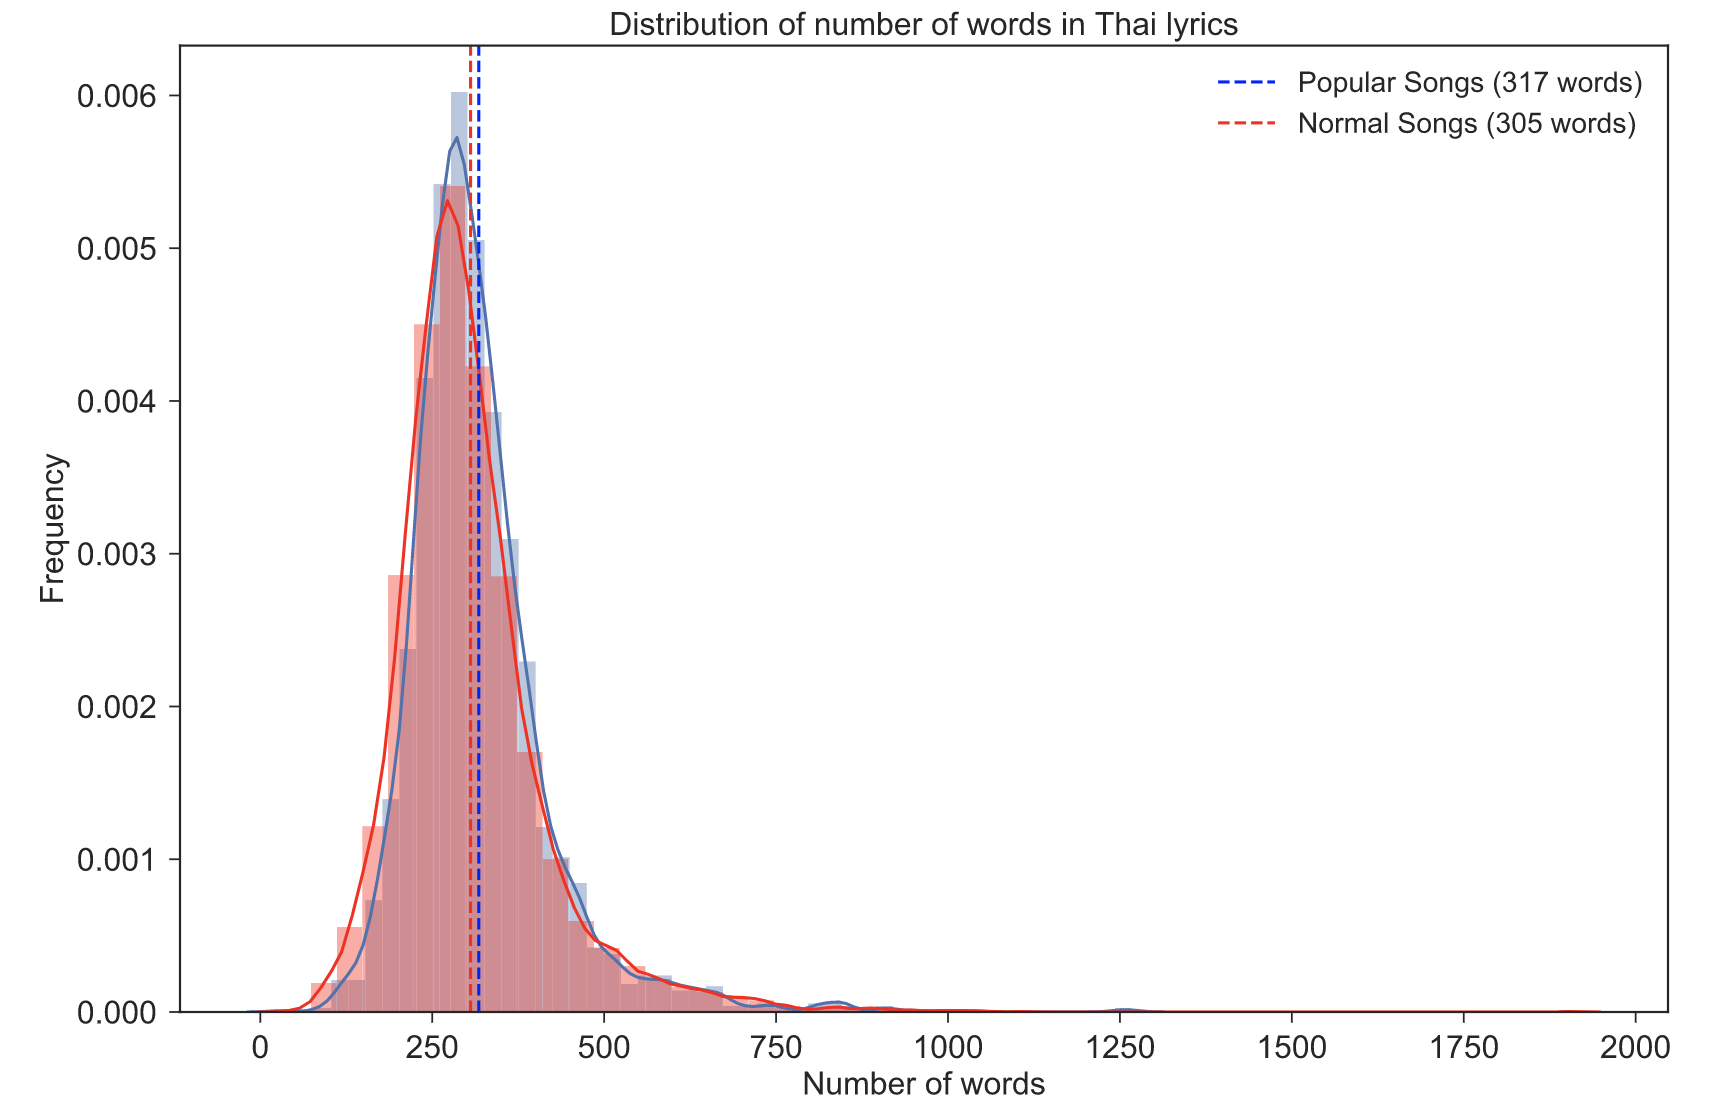 Distribution of number of words in Thai lyrics
Popular Songs (317 words)
Normal Songs (305 words)
0.006
0.005
0.004
0.003
0.002
0.001
0.000
Frequency
0 250 500 750 1000 1250 1500 1750 2000
Number of words